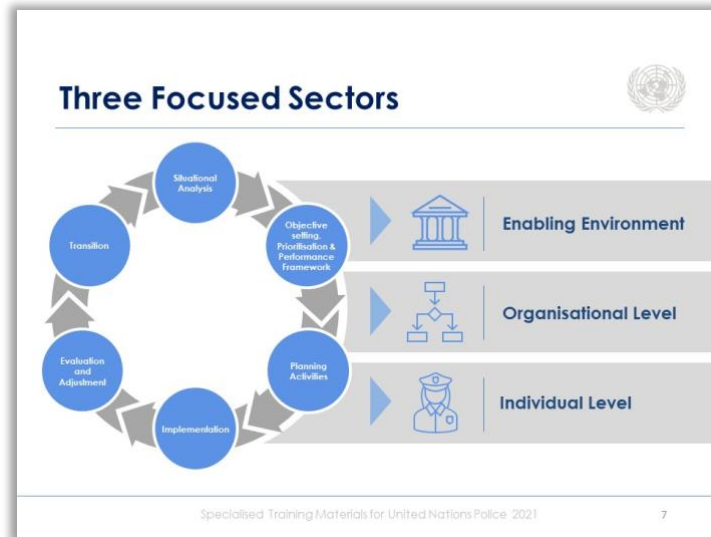 Three Focused Sectors
Situational
Analysis
Objective
setting,
Prioritisation &
Performance
Framework
Planning
Activities
Implementation
Evaluation
and
Adjustment
Transition
Enabling Environment
Organisational Level
Individual Level
Specialised Training Materials for United Nations Police 2021
7